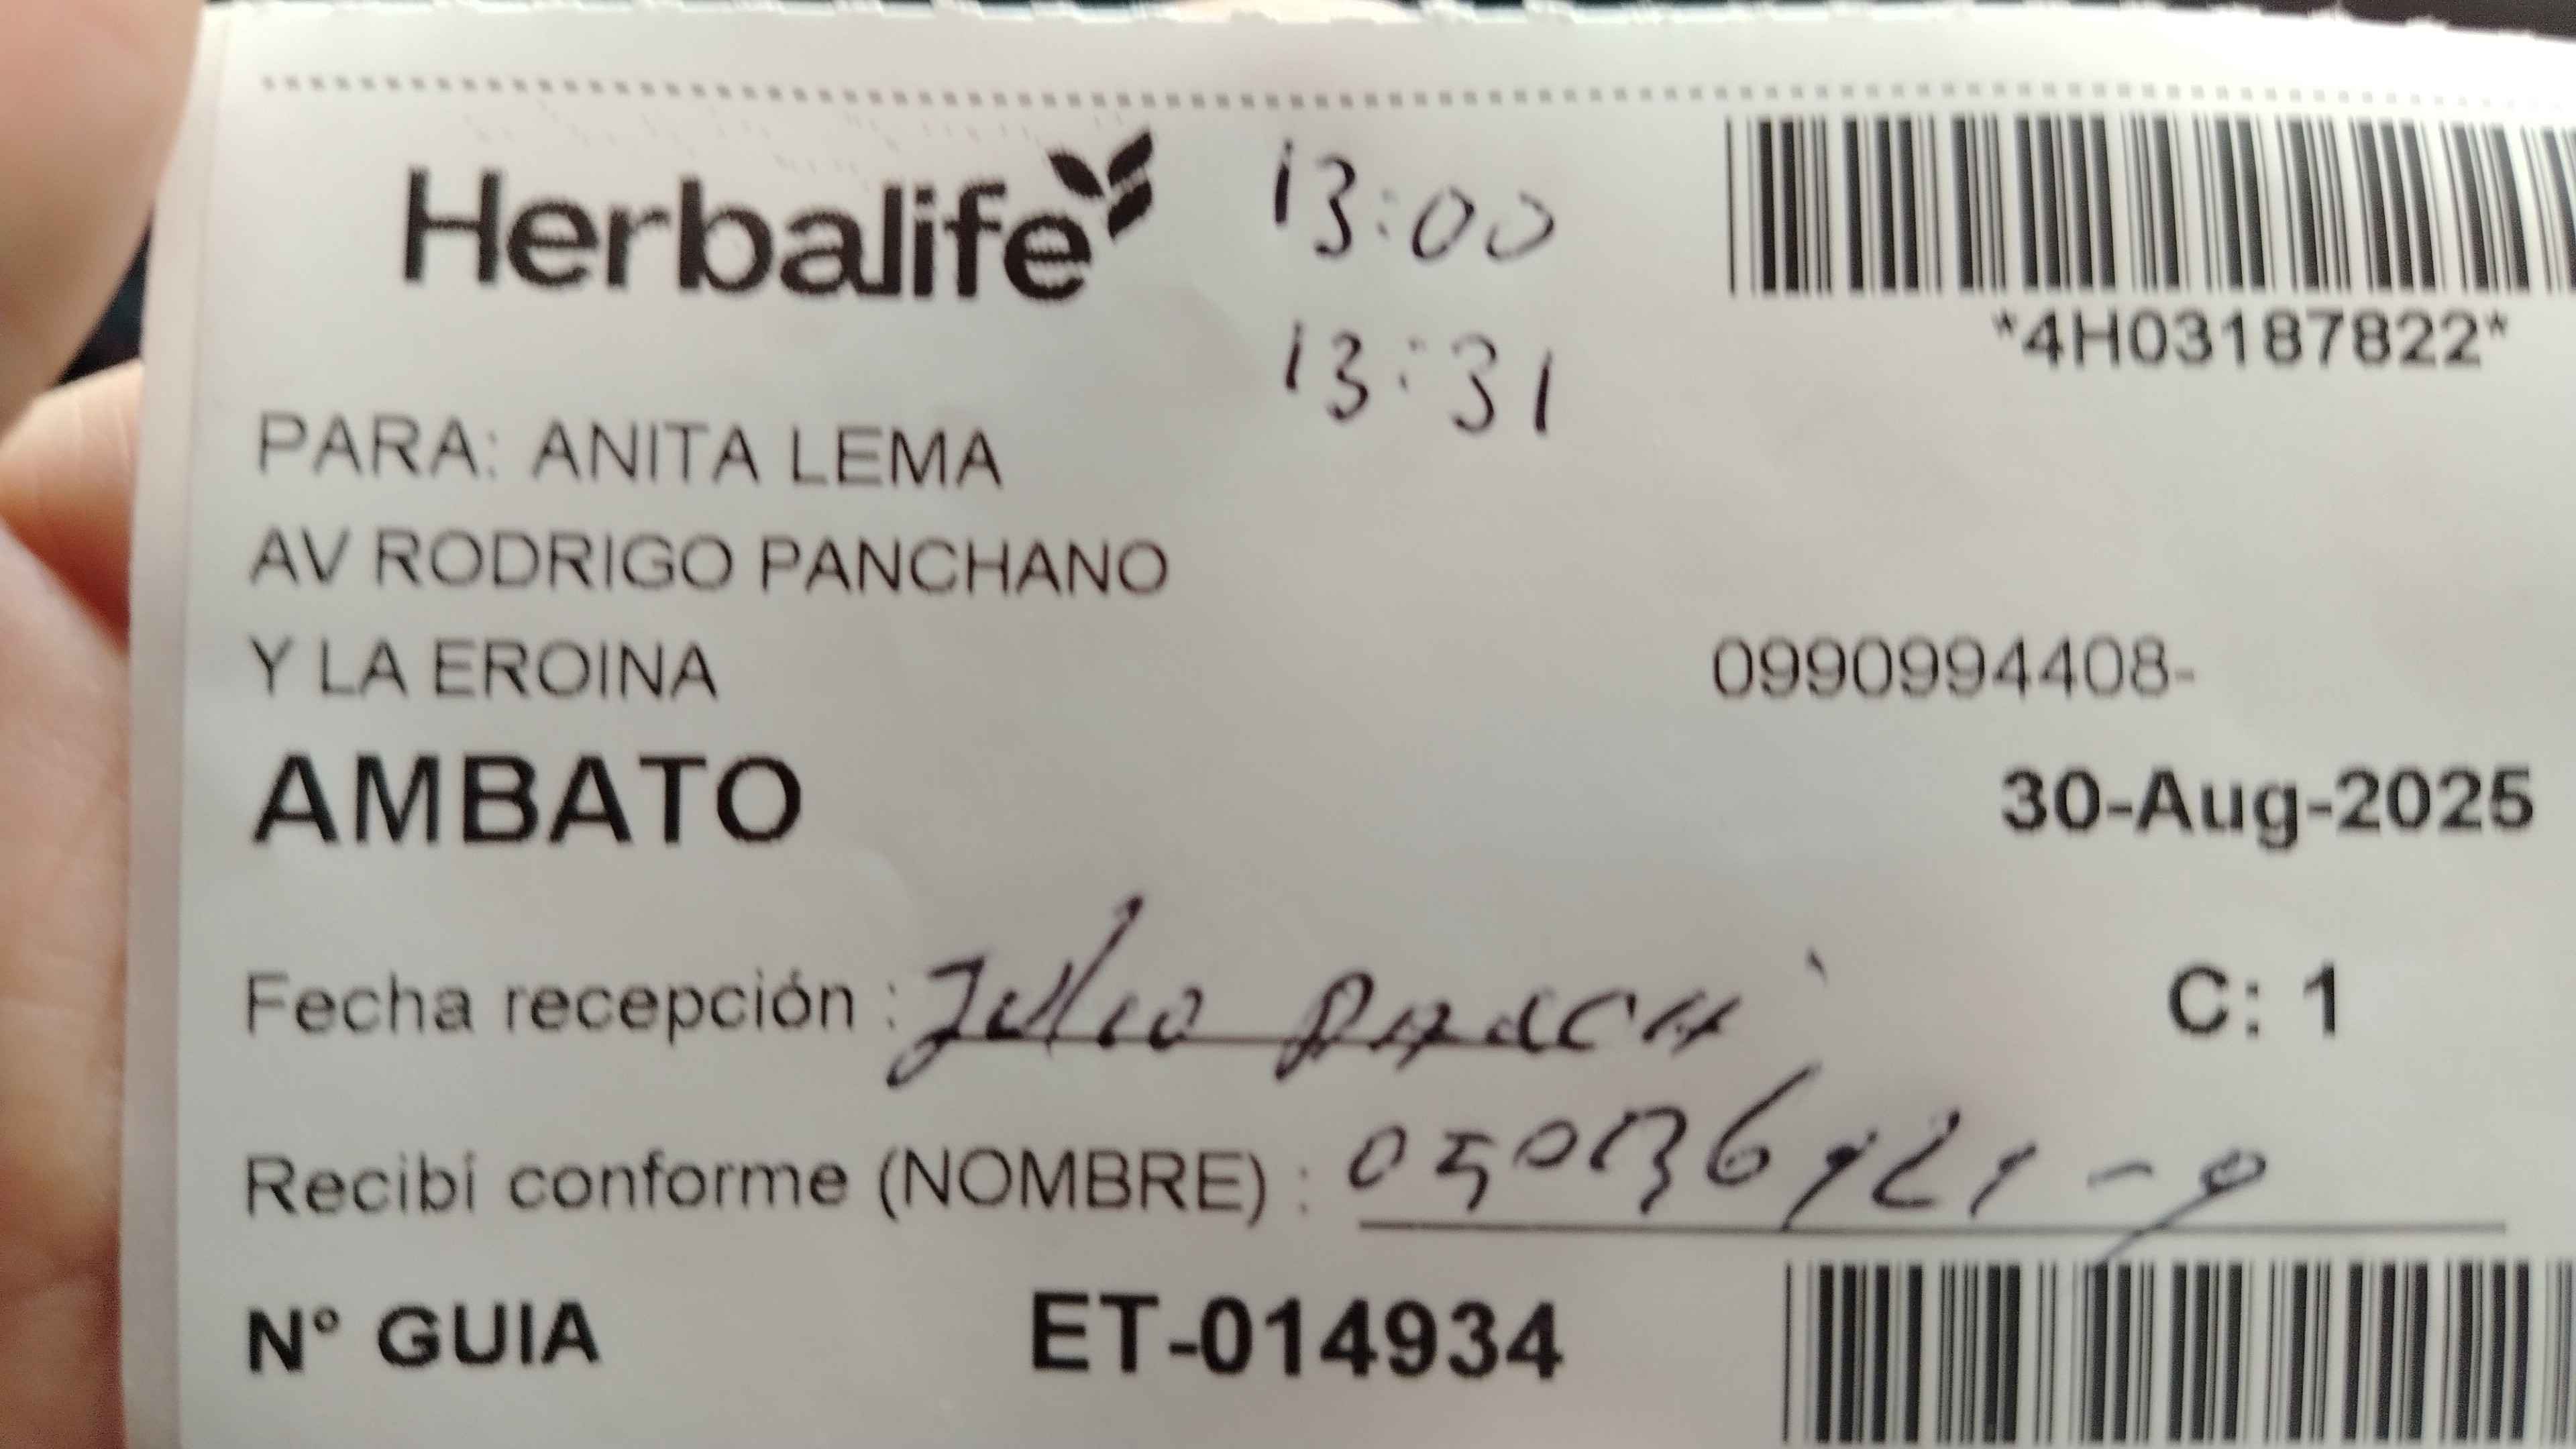 Herbalife
13:00
13:31
*4H03187822*
PARA: ANITA LEMA
AV RODRIGO PANCHANO
Y LA EROINA
0990994408-
AMBATO
30-Aug-2025
Fecha recepción : Julio
C: 1
Recibí conforme (NOMBRE) :
N° GUIA ET-014934